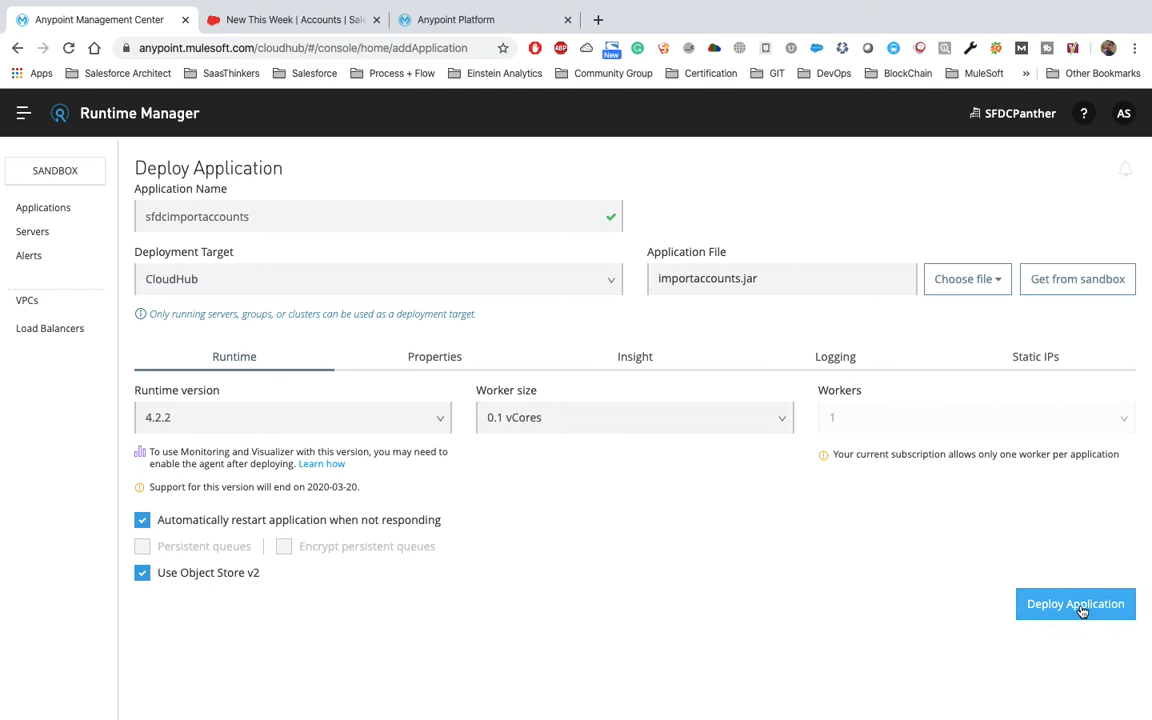 Anypoint Management Center
New This Week | Accounts | Sal
Anypoint Platform
anypoint.mulesoft.com/cloudhub/#/console/home/addApplication
ABP
New
Apps
Salesforce Architect
SaasThinkers
Salesforce
Process + Flow
Einstein Analytics
Community Group
Certification
GIT
DevOps
BlockChain
MuleSoft
»
Other Bookmarks
Runtime Manager
SFDCPanther
?
AS
SANDBOX
Applications
Servers
Alerts
VPCs
Load Balancers
Deploy Application
Application Name
sfdcimportaccounts
Deployment Target
CloudHub
Application File
importaccounts.jar
Choose file
Get from sandbox
Only running servers, groups, or clusters can be used as a deployment target.
Runtime
Properties
Insight
Logging
Static IPs
Runtime version
Worker size
Workers
4.2.2
0.1 vCores
1
To use Monitoring and Visualizer with this version, you may need to
enable the agent after deploying. Learn how
Your current subscription allows only one worker per application
Support for this version will end on 2020-03-20.
Automatically restart application when not responding
Persistent queues
Encrypt persistent queues
Use Object Store v2
Deploy Application